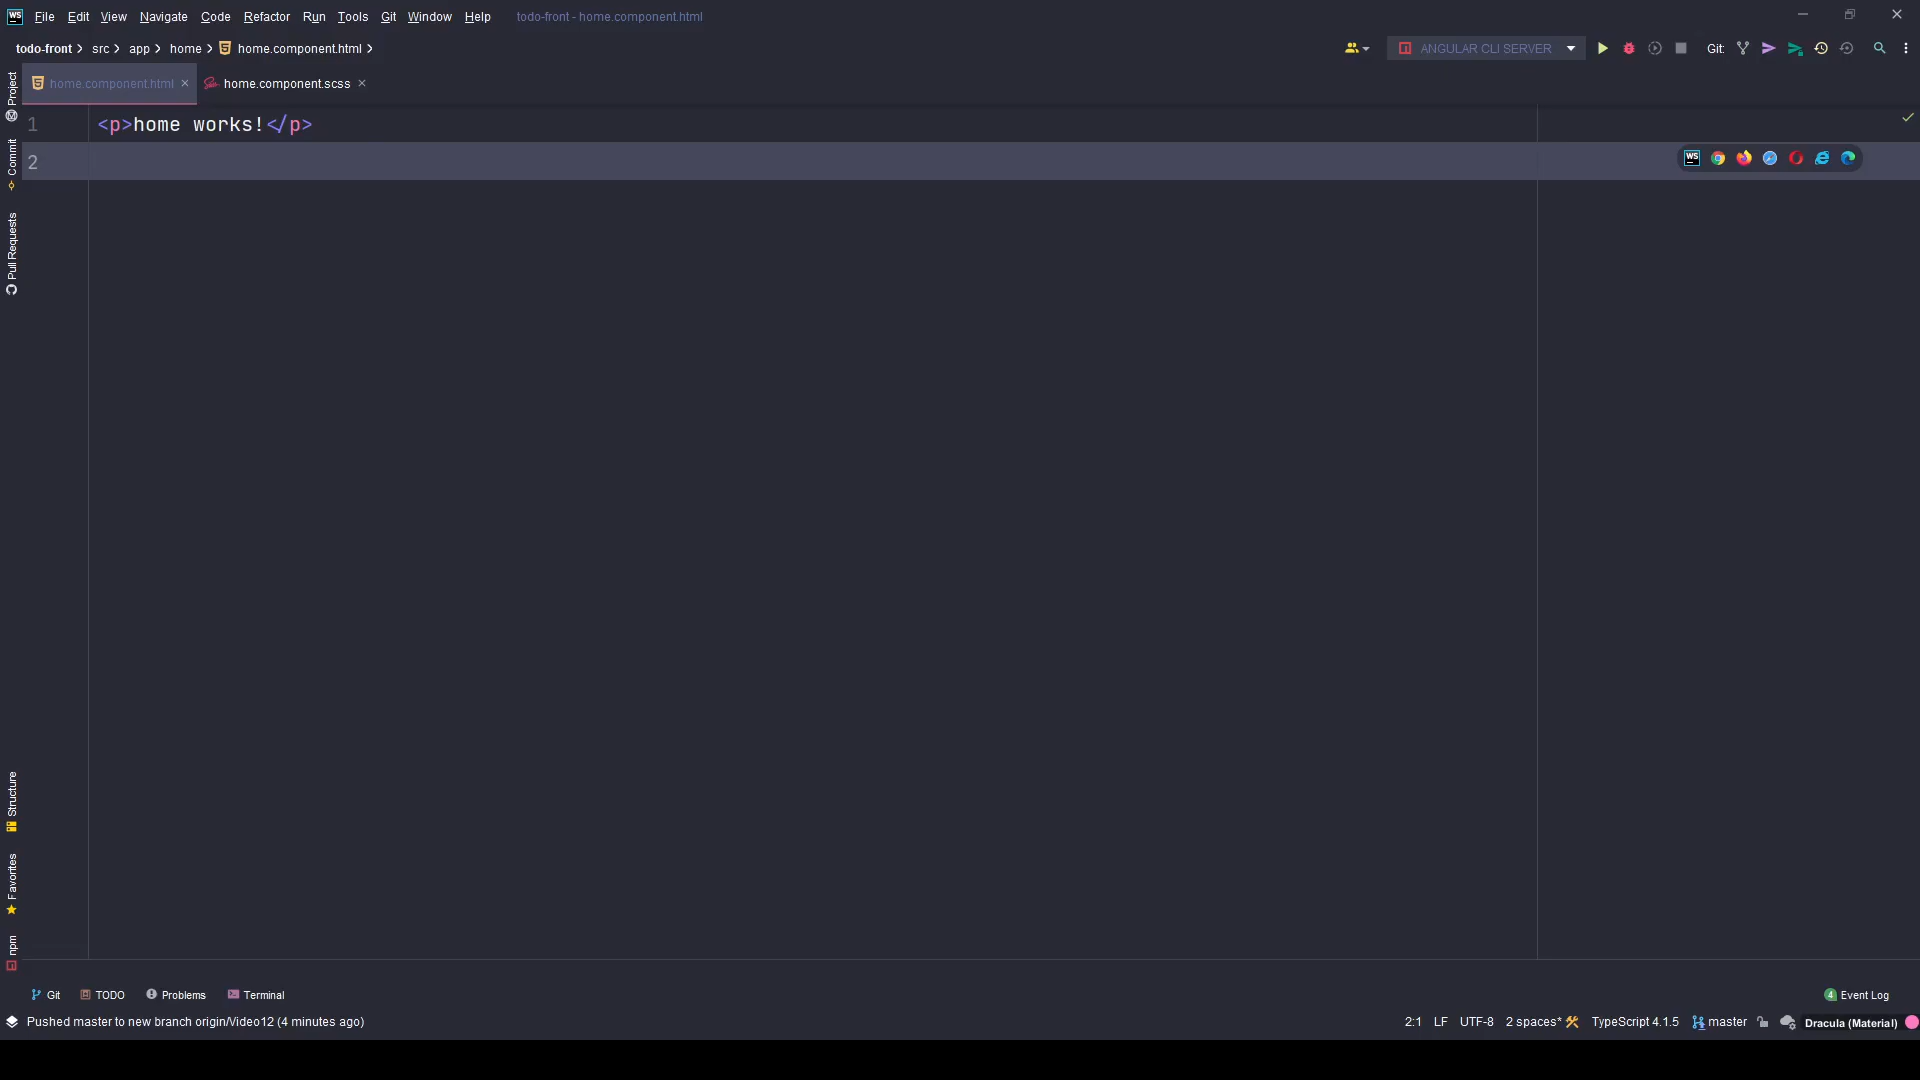 WS File Edit View Navigate Code Refactor Run Tools Git Window Help todo-front - home.component.html
todo-front > src > app > home > home.component.html >
ANGULAR CLI SERVER
Git:
home.component.html × home.component.scss ×
Project
Commit
Pull Requests
1 <p>home works!</p>
2
WS
Structure
Favorites
npm
Git TODO Problems Terminal
4 Event Log
Pushed master to new branch origin/Video12 (4 minutes ago)
2:1 LF UTF-8 2 spaces* TypeScript 4.1.5 master Dracula (Material)